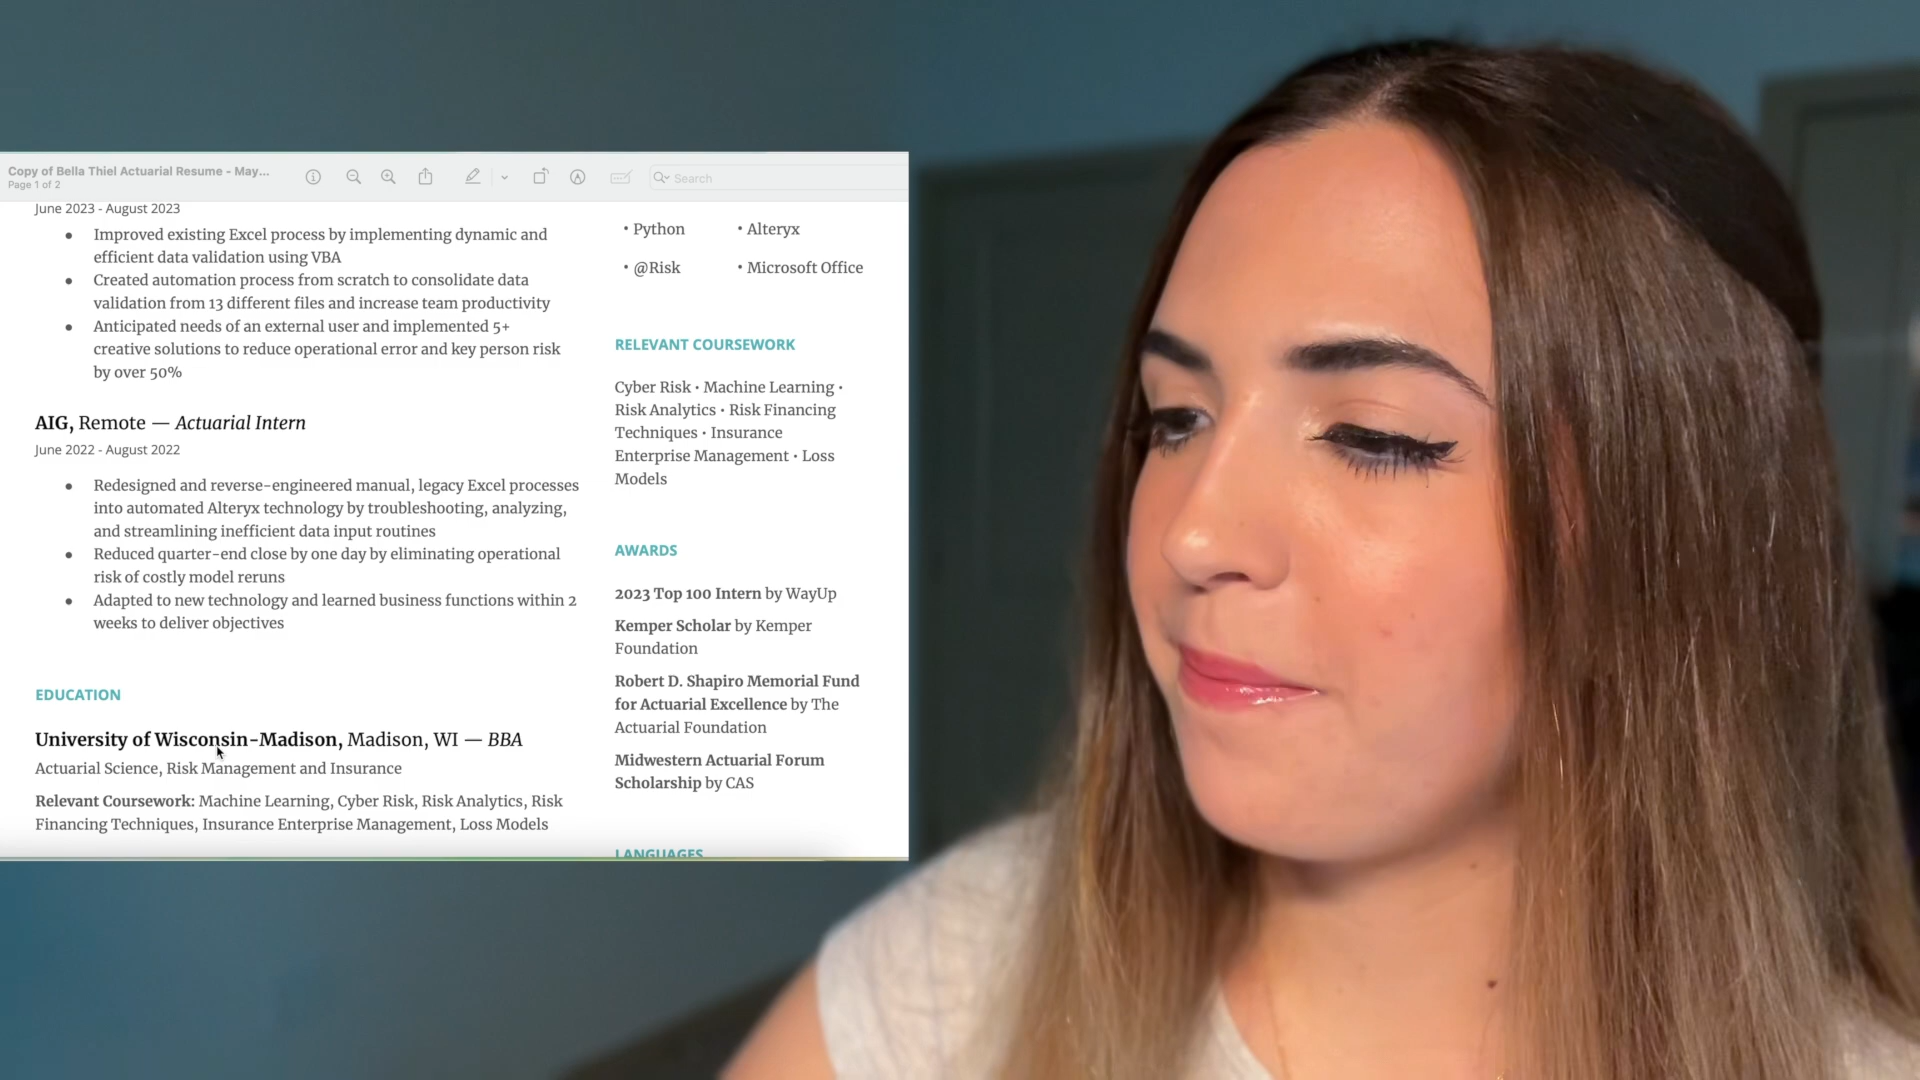 Copy of Bella Thiel Actuarial Resume - May...
Page 1 of 2
Search
June 2023 - August 2023
● Improved existing Excel process by implementing dynamic and
efficient data validation using VBA
● Created automation process from scratch to consolidate data
validation from 13 different files and increase team productivity
● Anticipated needs of an external user and implemented 5+
creative solutions to reduce operational error and key person risk
by over 50%
AIG, Remote — Actuarial Intern
June 2022 - August 2022
● Redesigned and reverse-engineered manual, legacy Excel processes
into automated Alteryx technology by troubleshooting, analyzing,
and streamlining inefficient data input routines
● Reduced quarter-end close by one day by eliminating operational
risk of costly model reruns
● Adapted to new technology and learned business functions within 2
weeks to deliver objectives
EDUCATION
University of Wisconsin-Madison, Madison, WI — BBA
Actuarial Science, Risk Management and Insurance
Relevant Coursework: Machine Learning, Cyber Risk, Risk Analytics, Risk
Financing Techniques, Insurance Enterprise Management, Loss Models
• Python • Alteryx
• @Risk • Microsoft Office
RELEVANT COURSEWORK
Cyber Risk • Machine Learning •
Risk Analytics • Risk Financing
Techniques • Insurance
Enterprise Management • Loss
Models
AWARDS
2023 Top 100 Intern by WayUp
Kemper Scholar by Kemper
Foundation
Robert D. Shapiro Memorial Fund
for Actuarial Excellence by The
Actuarial Foundation
Midwestern Actuarial Forum
Scholarship by CAS
LANGUAGES